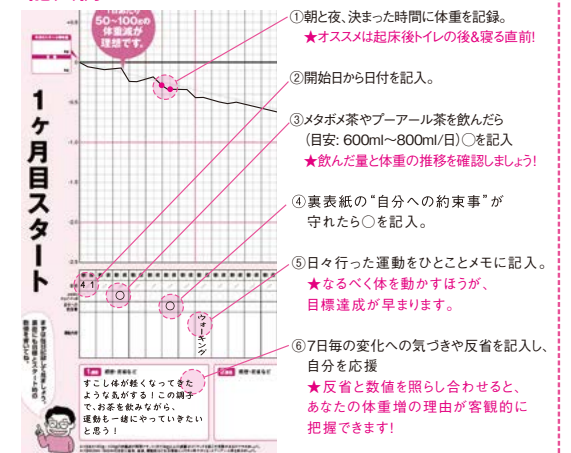 50～100gの
体重減が
理想です。
+0.5
0
-0.5
-1.0
-1.5
-2.0
-2.5
1ヶ月目スタート
4 1
○
○
ウォーキング
すこし体が軽くなってきた
ような気がする！この調子
で、お茶を飲みながら、
運動も一緒にやっていきたい
と思う！
①朝と夜、決まった時間に体重を記録。
★オススメは起床後トイレの後&寝る直前!
②開始日から日付を記入。
③メタボメ茶やプーアール茶を飲んだら
(目安: 600ml～800ml/日)○を記入
★飲んだ量と体重の推移を確認しましょう!
④裏表紙の“自分への約束事”が
守れたら○を記入。
⑤日々行った運動をひとことメモに記入。
★なるべく体を動かすほうが、
目標達成が早まります。
⑥7日毎の変化への気づきや反省を記入し、
自分を応援
★反省と数値を照らし合わせると、
あなたの体重増の理由が客観的に
把握できます!